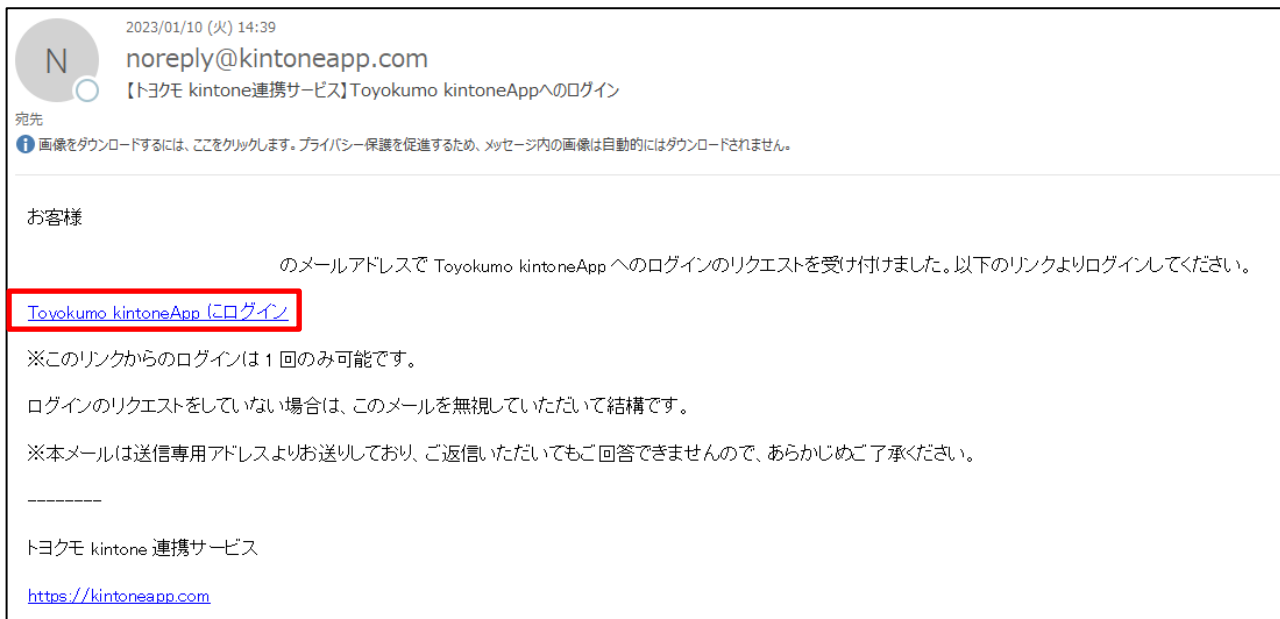 2023/01/10 (火) 14:39
N
noreply@kintoneapp.com
【トヨクモ kintone連携サービス】Toyokumo kintoneAppへのログイン
宛先
画像をダウンロードするには、ここをクリックします。プライバシー保護を促進するため、メッセージ内の画像は自動的にはダウンロードされません。
お客様
のメールアドレスで Toyokumo kintoneApp へのログインのリクエストを受け付けました。以下のリンクよりログインしてください。
Toyokumo kintoneApp にログイン
※このリンクからのログインは 1 回のみ可能です。
ログインのリクエストをしていない場合は、このメールを無視していただいて結構です。
※本メールは送信専用アドレスよりお送りしており、ご返信いただいてもご回答できませんので、あらかじめご了承ください。
--------
トヨクモ kintone 連携サービス
https://kintoneapp.com